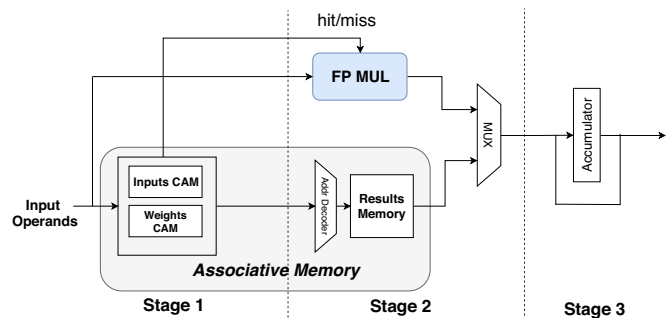 hit/miss
FP MUL
MUX
Accumulator
Inputs CAM
Weights
CAM
Addr Decoder
Results
Memory
Input
Operands
Associative Memory
Stage 1
Stage 2
Stage 3